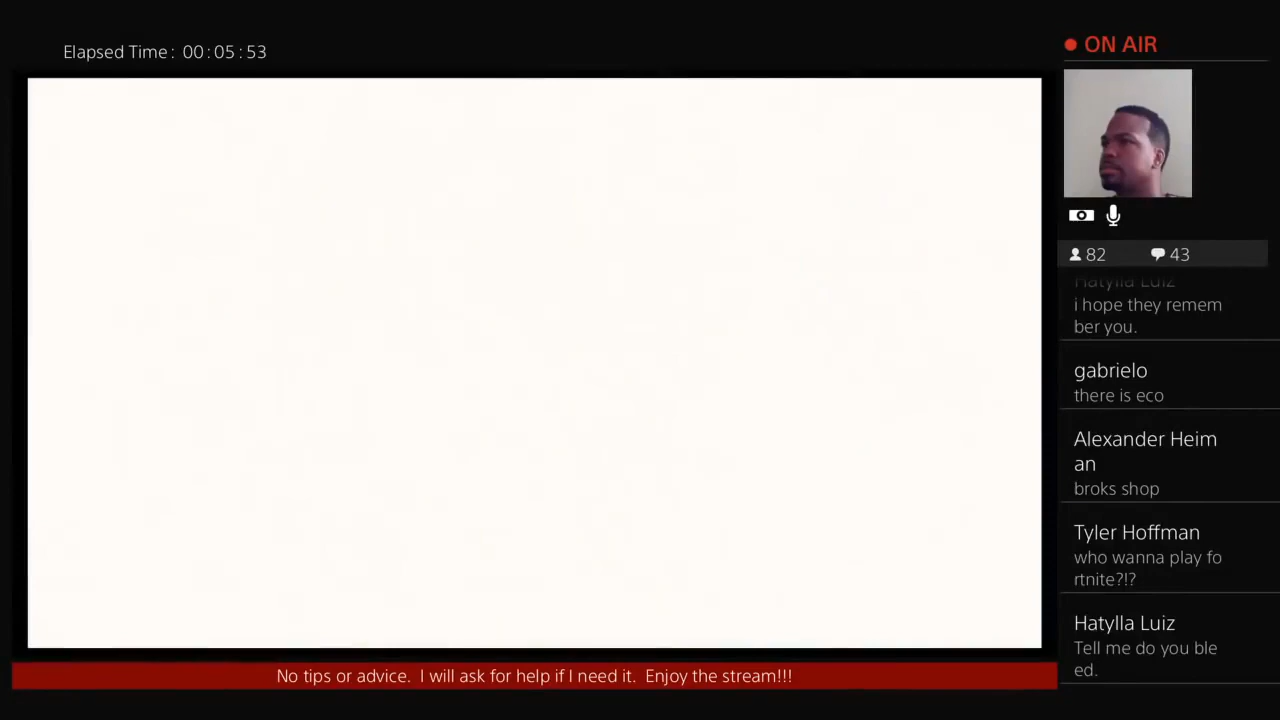 Elapsed Time: 00:05:53
ON AIR
82 43
Hatylla Luiz
i hope they remem
ber you.
gabrielo
there is eco
Alexander Heim
an
broks shop
Tyler Hoffman
who wanna play fo
rtnite?!?
Hatylla Luiz
Tell me do you ble
ed.
No tips or advice. I will ask for help if I need it. Enjoy the stream!!!